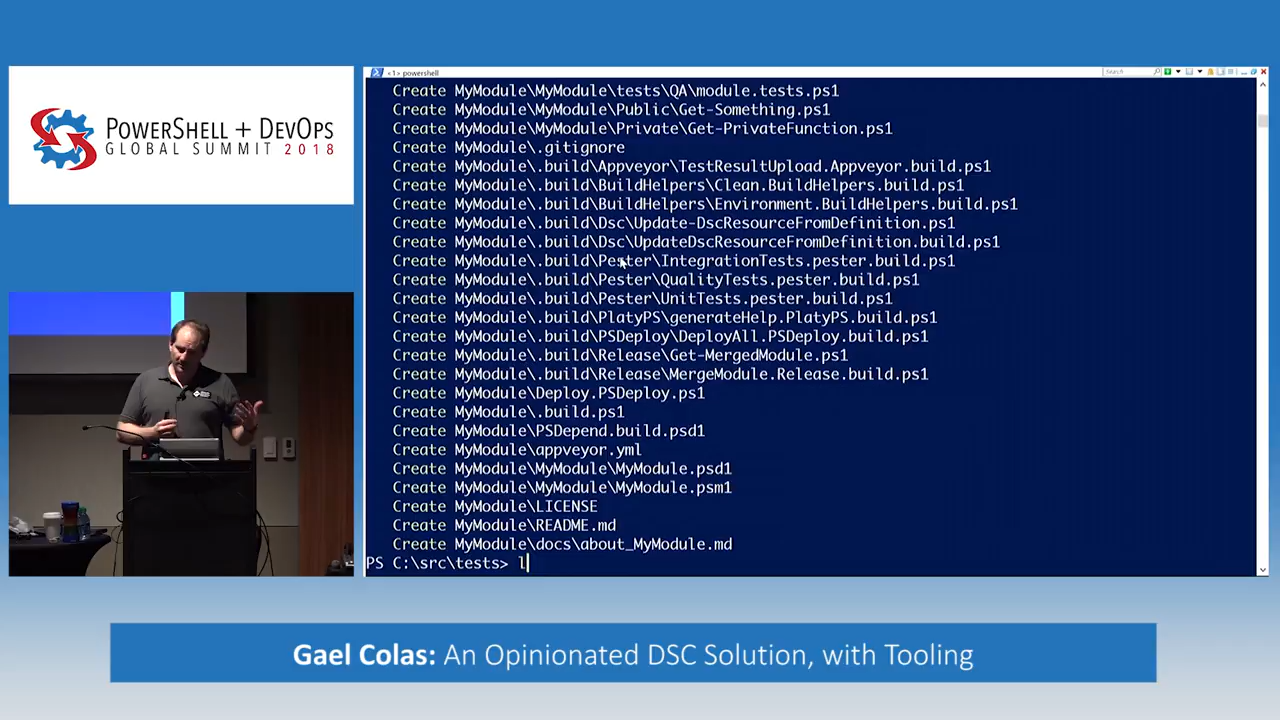 POWERSHELL + DEVOPS
GLOBAL SUMMIT 2018
<1> powershell
Search
Create MyModule\MyModule\tests\QA\module.tests.ps1
Create MyModule\MyModule\Public\Get-Something.ps1
Create MyModule\MyModule\Private\Get-PrivateFunction.ps1
Create MyModule\.gitignore
Create MyModule\.build\Appveyor\TestResultUpload.Appveyor.build.ps1
Create MyModule\.build\BuildHelpers\Clean.BuildHelpers.build.ps1
Create MyModule\.build\BuildHelpers\Environment.BuildHelpers.build.ps1
Create MyModule\.build\Dsc\Update-DscResourceFromDefinition.ps1
Create MyModule\.build\Dsc\UpdateDscResourceFromDefinition.build.ps1
Create MyModule\.build\Pester\IntegrationTests.pester.build.ps1
Create MyModule\.build\Pester\QualityTests.pester.build.ps1
Create MyModule\.build\Pester\UnitTests.pester.build.ps1
Create MyModule\.build\PlatyPS\generateHelp.PlatyPS.build.ps1
Create MyModule\.build\PSDeploy\DeployAll.PSDeploy.build.ps1
Create MyModule\.build\Release\Get-MergedModule.ps1
Create MyModule\.build\Release\MergeModule.Release.build.ps1
Create MyModule\Deploy.PSDeploy.ps1
Create MyModule\.build.ps1
Create MyModule\PSDepend.build.psd1
Create MyModule\appveyor.yml
Create MyModule\MyModule\MyModule.psd1
Create MyModule\MyModule\MyModule.psm1
Create MyModule\LICENSE
Create MyModule\README.md
Create MyModule\docs\about_MyModule.md
PS C:\src\tests> l
Gael Colas: An Opinionated DSC Solution, with Tooling